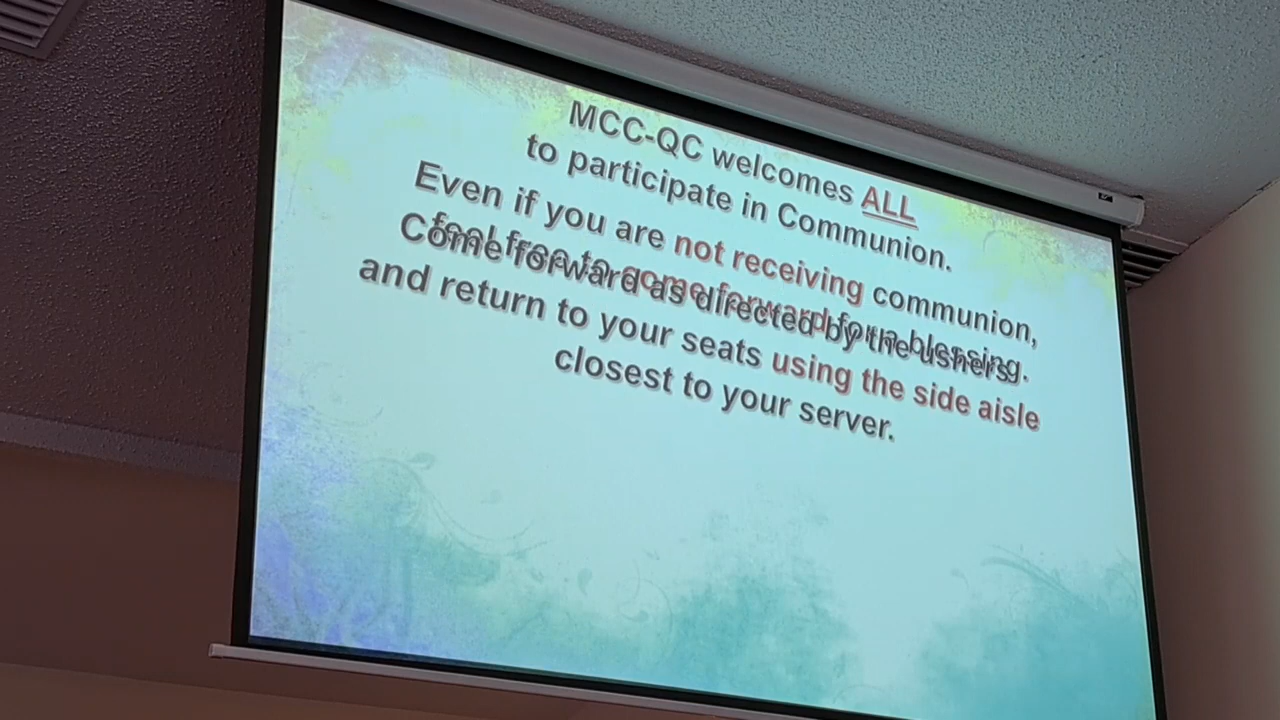 MCC-QC welcomes ALL
to participate in Communion.
Even if you are not receiving communion,
feel free to come forward for a blessing.
Come forward as directed by the ushers
and return to your seats using the side aisle
closest to your server.